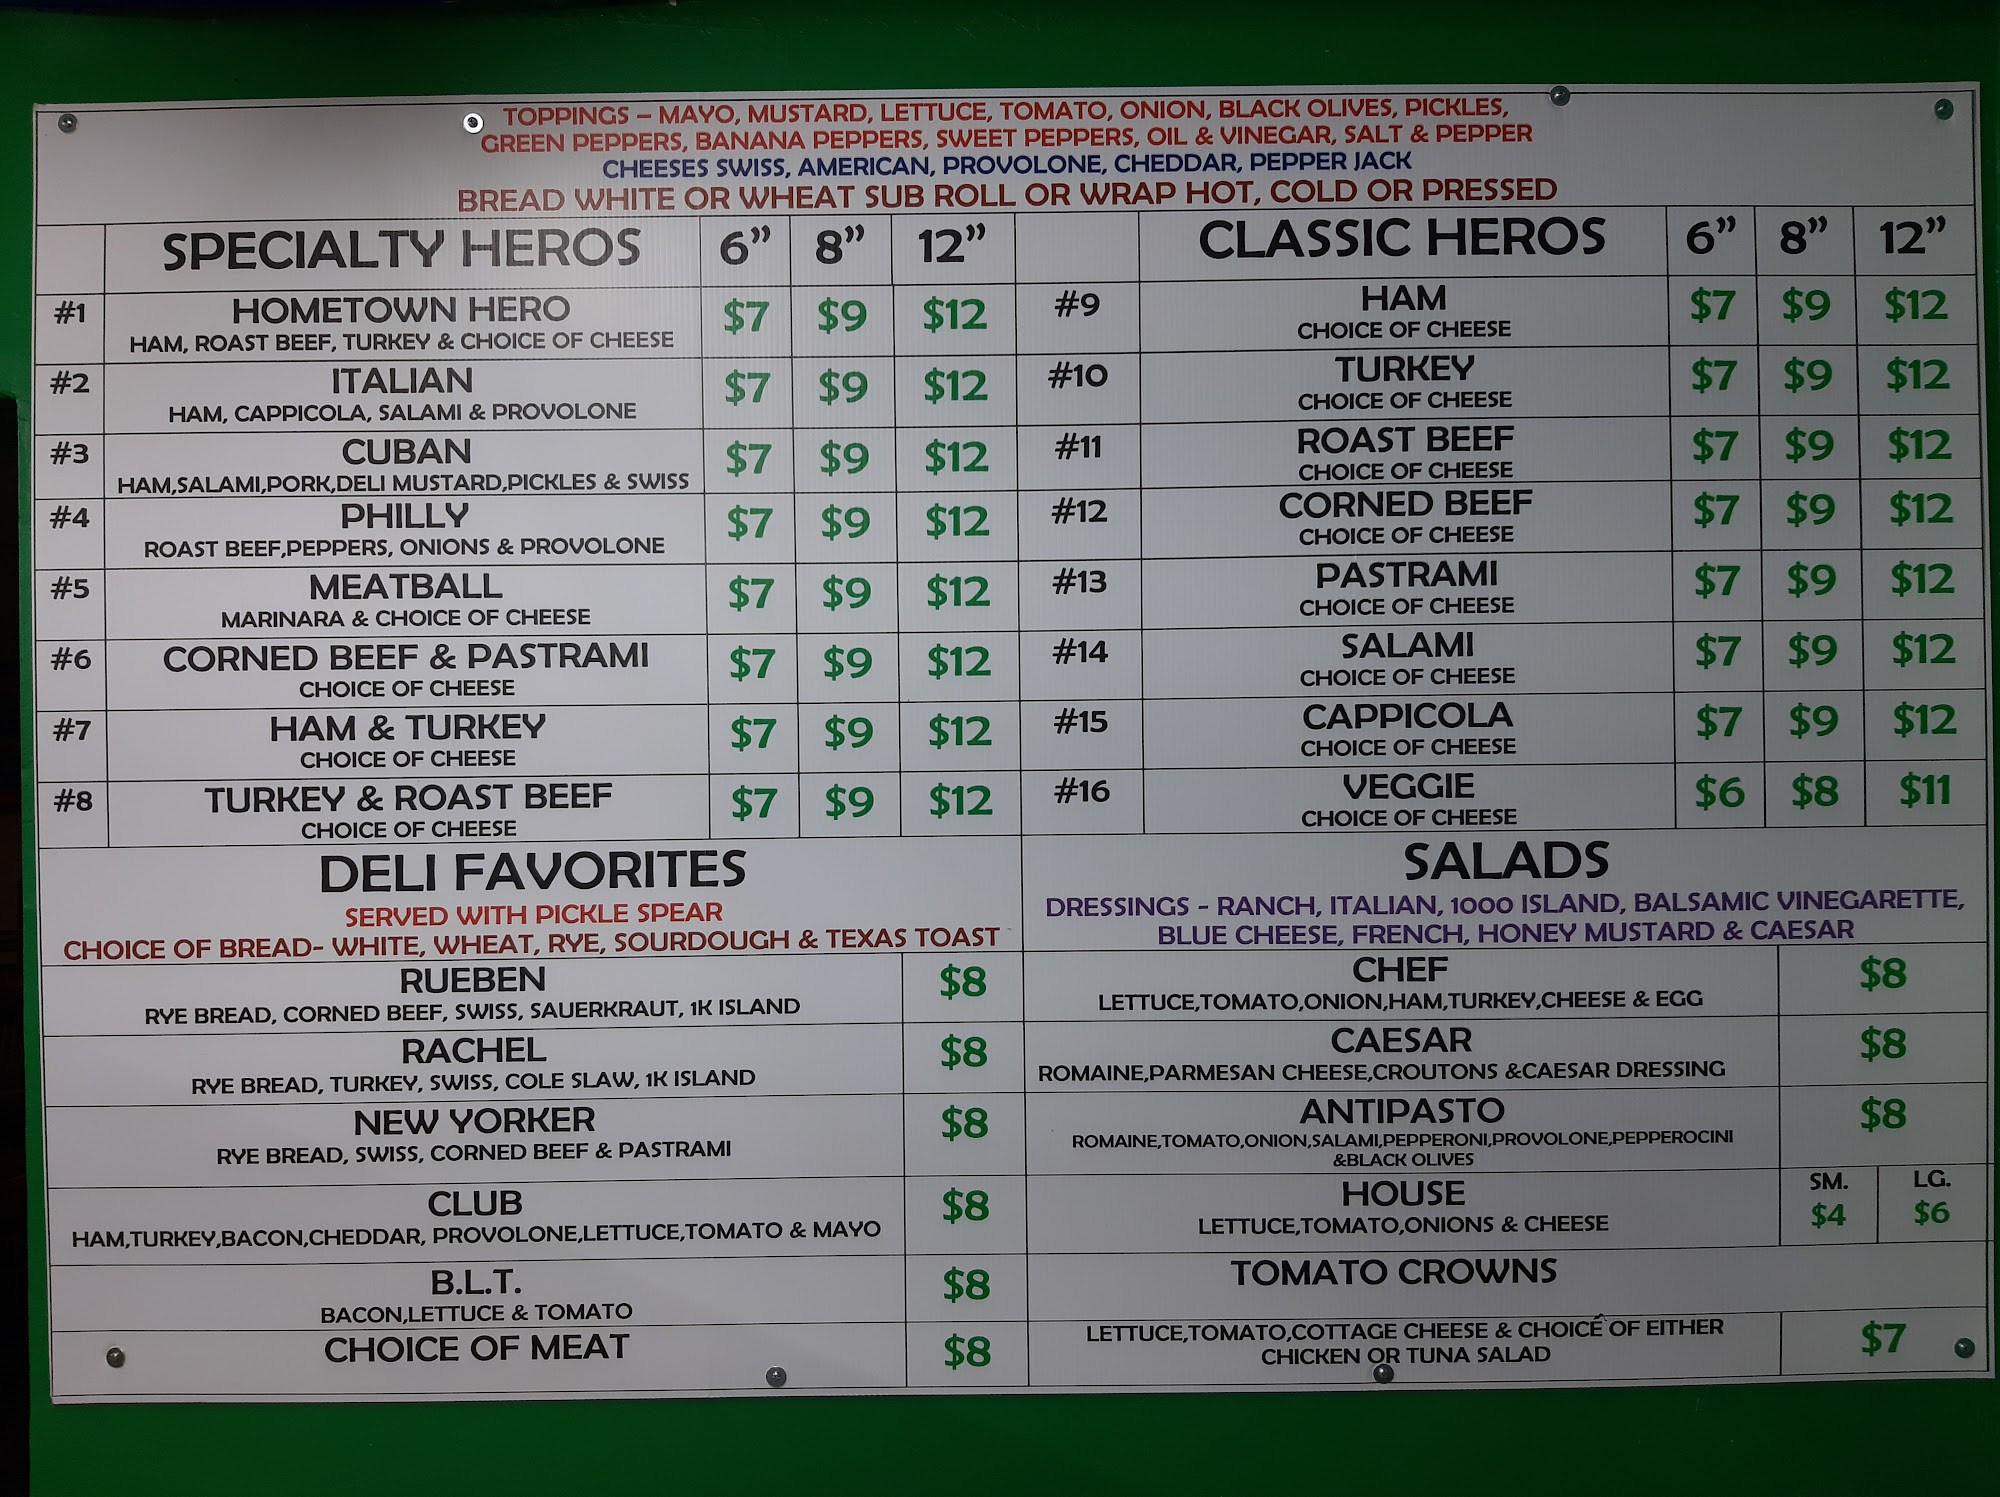 TOPPINGS – MAYO, MUSTARD, LETTUCE, TOMATO, ONION, BLACK OLIVES, PICKLES,
GREEN PEPPERS, BANANA PEPPERS, SWEET PEPPERS, OIL & VINEGAR, SALT & PEPPER
CHEESES SWISS, AMERICAN, PROVOLONE, CHEDDAR, PEPPER JACK
BREAD WHITE OR WHEAT SUB ROLL OR WRAP HOT, COLD OR PRESSED
SPECIALTY HEROS 6” 8” 12”
#1 HOMETOWN HERO $7 $9 $12
HAM, ROAST BEEF, TURKEY & CHOICE OF CHEESE
#2 ITALIAN $7 $9 $12
HAM, CAPPICOLA, SALAMI & PROVOLONE
#3 CUBAN $7 $9 $12
HAM,SALAMI,PORK,DELI MUSTARD,PICKLES & SWISS
#4 PHILLY $7 $9 $12
ROAST BEEF,PEPPERS, ONIONS & PROVOLONE
#5 MEATBALL $7 $9 $12
MARINARA & CHOICE OF CHEESE
#6 CORNED BEEF & PASTRAMI $7 $9 $12
CHOICE OF CHEESE
#7 HAM & TURKEY $7 $9 $12
CHOICE OF CHEESE
#8 TURKEY & ROAST BEEF $7 $9 $12
CHOICE OF CHEESE
CLASSIC HEROS 6” 8” 12”
#9 HAM $7 $9 $12
CHOICE OF CHEESE
#10 TURKEY $7 $9 $12
CHOICE OF CHEESE
#11 ROAST BEEF $7 $9 $12
CHOICE OF CHEESE
#12 CORNED BEEF $7 $9 $12
CHOICE OF CHEESE
#13 PASTRAMI $7 $9 $12
CHOICE OF CHEESE
#14 SALAMI $7 $9 $12
CHOICE OF CHEESE
#15 CAPPICOLA $7 $9 $12
CHOICE OF CHEESE
#16 VEGGIE $6 $8 $11
CHOICE OF CHEESE
DELI FAVORITES
SERVED WITH PICKLE SPEAR
CHOICE OF BREAD- WHITE, WHEAT, RYE, SOURDOUGH & TEXAS TOAST
RUEBEN $8
RYE BREAD, CORNED BEEF, SWISS, SAUERKRAUT, 1K ISLAND
RACHEL $8
RYE BREAD, TURKEY, SWISS, COLE SLAW, 1K ISLAND
NEW YORKER $8
RYE BREAD, SWISS, CORNED BEEF & PASTRAMI
CLUB $8
HAM,TURKEY,BACON,CHEDDAR, PROVOLONE,LETTUCE,TOMATO & MAYO
B.L.T. $8
BACON,LETTUCE & TOMATO
CHOICE OF MEAT $8
SALADS
DRESSINGS - RANCH, ITALIAN, 1000 ISLAND, BALSAMIC VINEGARETTE,
BLUE CHEESE, FRENCH, HONEY MUSTARD & CAESAR
CHEF $8
LETTUCE,TOMATO,ONION,HAM,TURKEY,CHEESE & EGG
CAESAR $8
ROMAINE,PARMESAN CHEESE,CROUTONS &CAESAR DRESSING
ANTIPASTO $8
ROMAINE,TOMATO,ONION,SALAMI,PEPPERONI,PROVOLONE,PEPPEROCINI
&BLACK OLIVES
HOUSE SM. LG.
LETTUCE,TOMATO,ONIONS & CHEESE $4 $6
TOMATO CROWNS
LETTUCE,TOMATO,COTTAGE CHEESE & CHOICE OF EITHER $7
CHICKEN OR TUNA SALAD